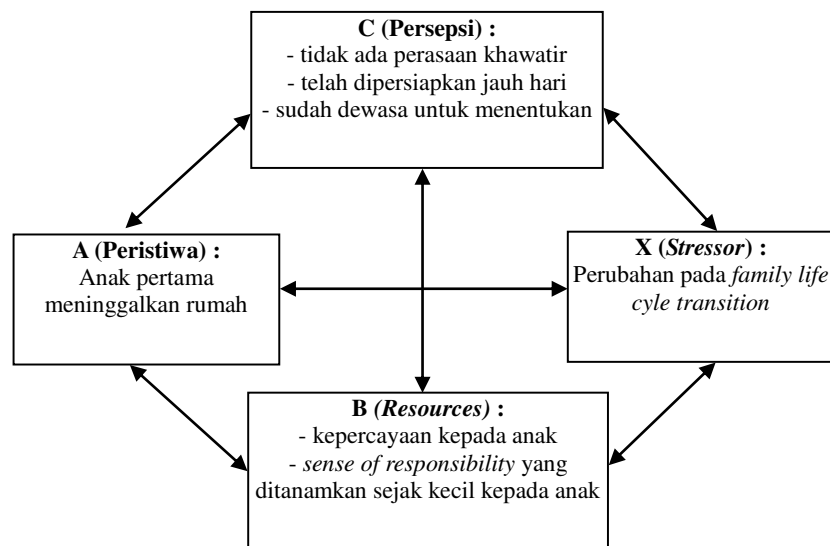 C (Persepsi) :
- tidak ada perasaan khawatir
- telah dipersiapkan jauh hari
- sudah dewasa untuk menentukan
A (Peristiwa) :
Anak pertama
meninggalkan rumah
X (Stressor) :
Perubahan pada family life
cyle transition
B (Resources) :
- kepercayaan kepada anak
- sense of responsibility yang
ditanamkan sejak kecil kepada anak